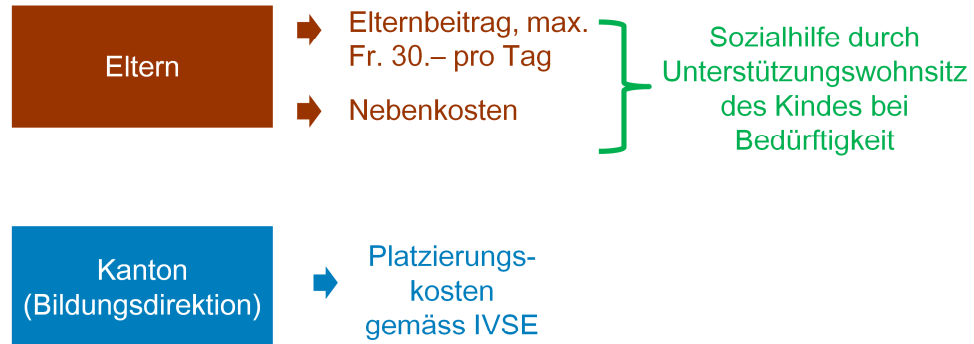 Eltern
Elternbeitrag, max.
Fr. 30.– pro Tag
Nebenkosten
Sozialhilfe durch
Unterstützungswohnsitz
des Kindes bei
Bedürftigkeit
Kanton
(Bildungsdirektion)
Platzierungs-
kosten
gemäss IVSE